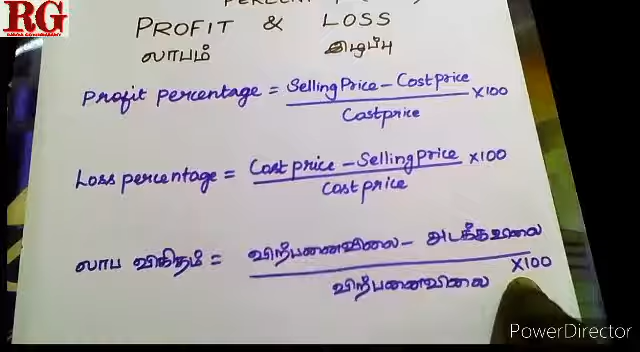 RG
PROFIT & LOSS
லாபம் இழப்பு
Profit percentage = Selling Price - Cost price / Cost price X100
Loss percentage = Cost price - Selling Price / Cost price X100
லாப விகிதம் = விற்பனைவிலை - அடக்கவிலை / விற்பனைவிலை X100
PowerDirector